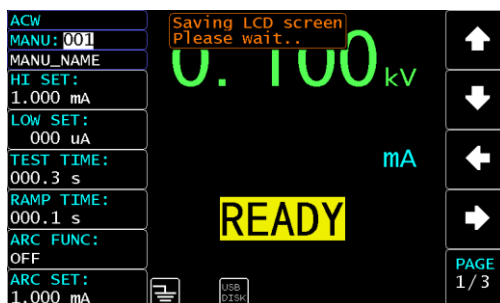 ACW
MANU: 001
MANU_NAME
HI SET:
1.000 mA
LOW SET:
000 uA
TEST TIME:
000.3 s
RAMP TIME:
000.1 s
ARC FUNC:
OFF
ARC SET:
1.000 mA
Saving LCD screen
Please wait..
0.100 kV
mA
READY
USB
DISK
PAGE
1/3